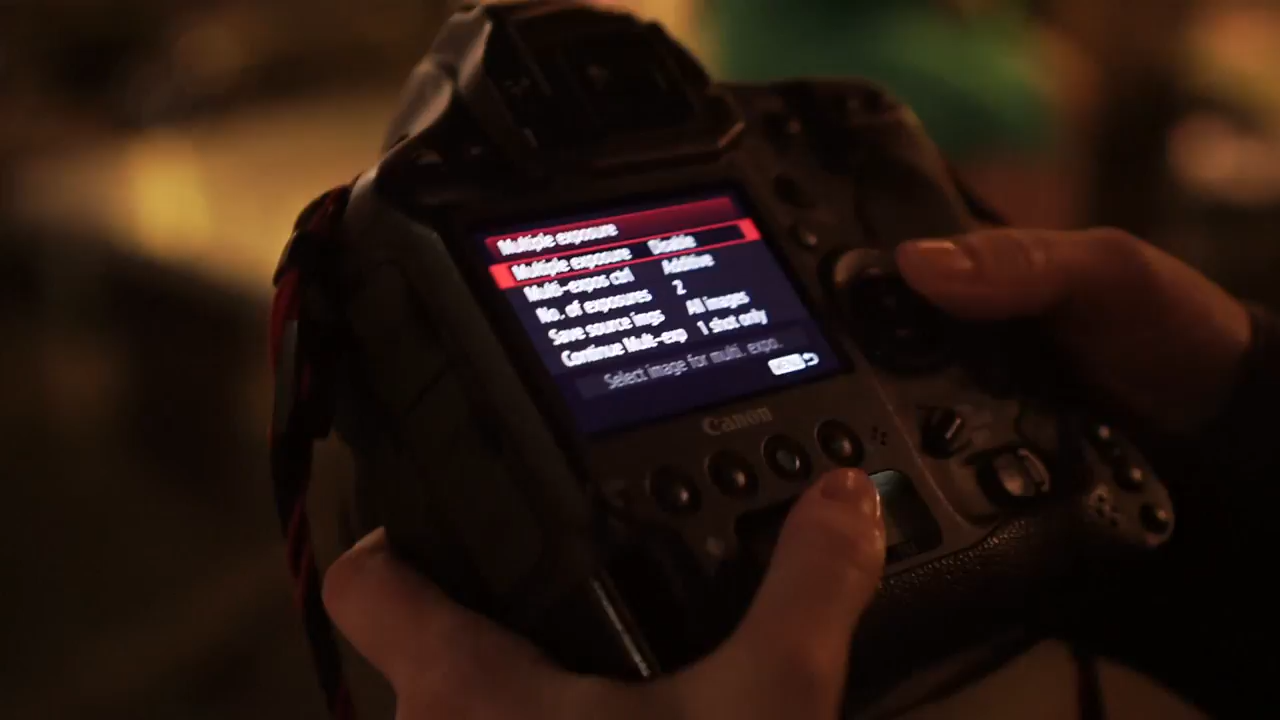 Multiple exposure
Multiple exposure Disable
Multi-expos ctrl Additive
No. of exposures 2
Save source imgs All images
Continue Mult-exp 1 shot only
Select image for multi. expo.
MENU
Canon